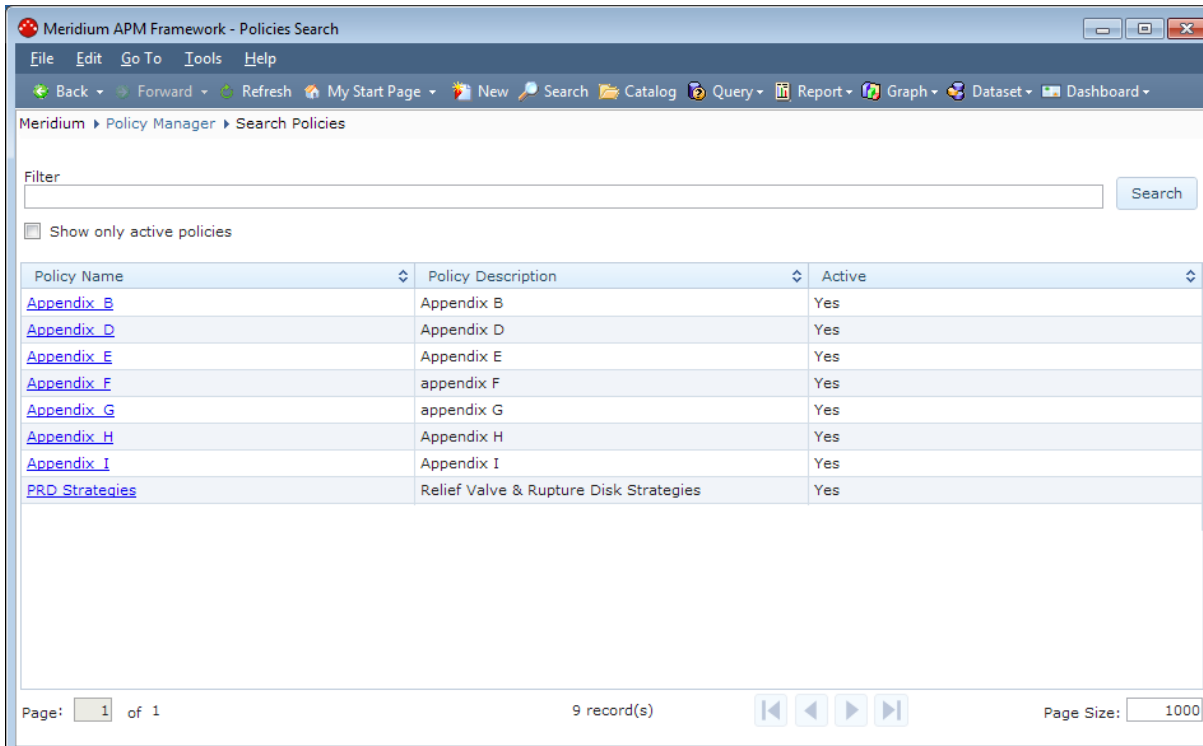 Meridium APM Framework - Policies Search
File Edit Go To Tools Help
Back Forward Refresh My Start Page New Search Catalog Query Report Graph Dataset Dashboard
Meridium Policy Manager Search Policies
Filter
Search
Show only active policies
Policy Name Policy Description Active
Appendix_B Appendix B Yes
Appendix_D Appendix D Yes
Appendix_E Appendix E Yes
Appendix_F appendix F Yes
Appendix_G appendix G Yes
Appendix_H Appendix H Yes
Appendix_I Appendix I Yes
PRD Strategies Relief Valve & Rupture Disk Strategies Yes
Page: 1 of 1 9 record(s) Page Size: 1000